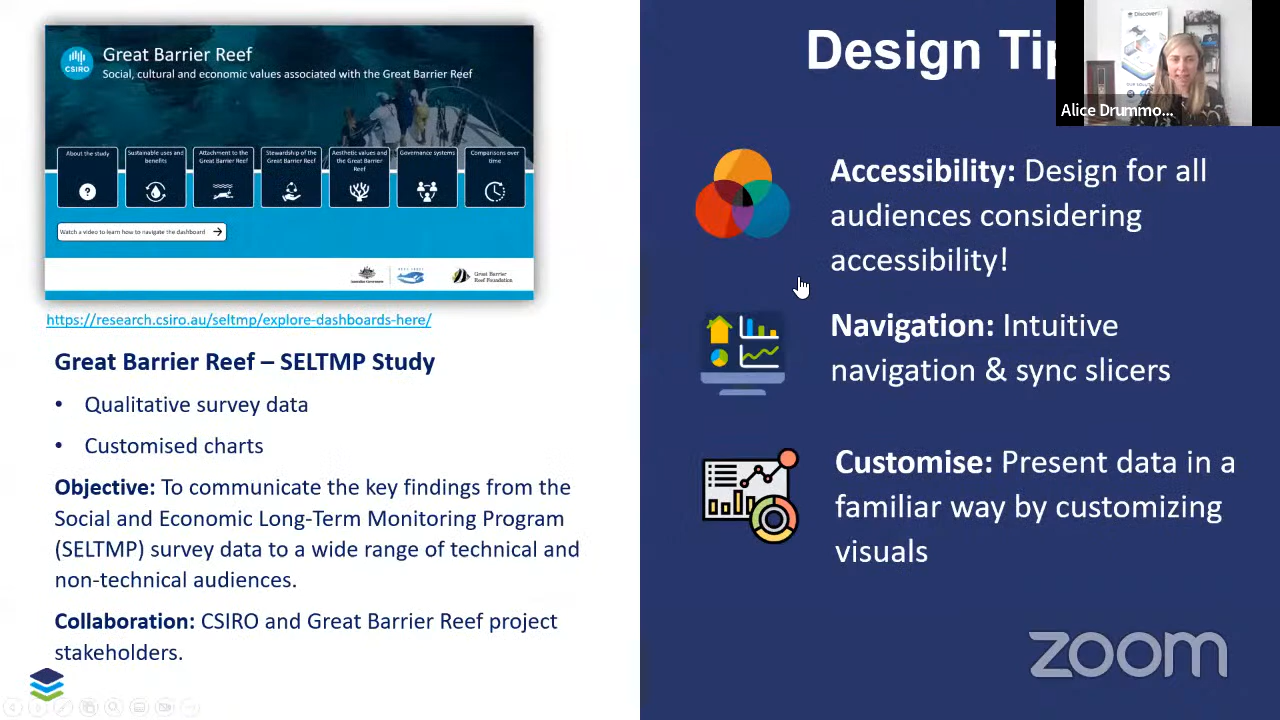 Great Barrier Reef
CSIRO
Social, cultural and economic values associated with the Great Barrier Reef
About the study
Sustainable uses and
benefits
Attachment to the
Great Barrier Reef
Stewardship of the
Great Barrier Reef
Aesthetic values and
the Great Barrier
Reef
Governance systems
Comparisons over
time
Watch a video to learn how to navigate the dashboard
Great Barrier
Reef Foundation
https://research.csiro.au/seltmp/explore-dashboards-here/
Great Barrier Reef – SELTMP Study
• Qualitative survey data
• Customised charts
Objective: To communicate the key findings from the
Social and Economic Long-Term Monitoring Program
(SELTMP) survey data to a wide range of technical and
non-technical audiences.
Collaboration: CSIRO and Great Barrier Reef project
stakeholders.
Design Tip
Alice Drummo...
Accessibility: Design for all
audiences considering
accessibility!
Navigation: Intuitive
navigation & sync slicers
Customise: Present data in a
familiar way by customizing
visuals
zoom